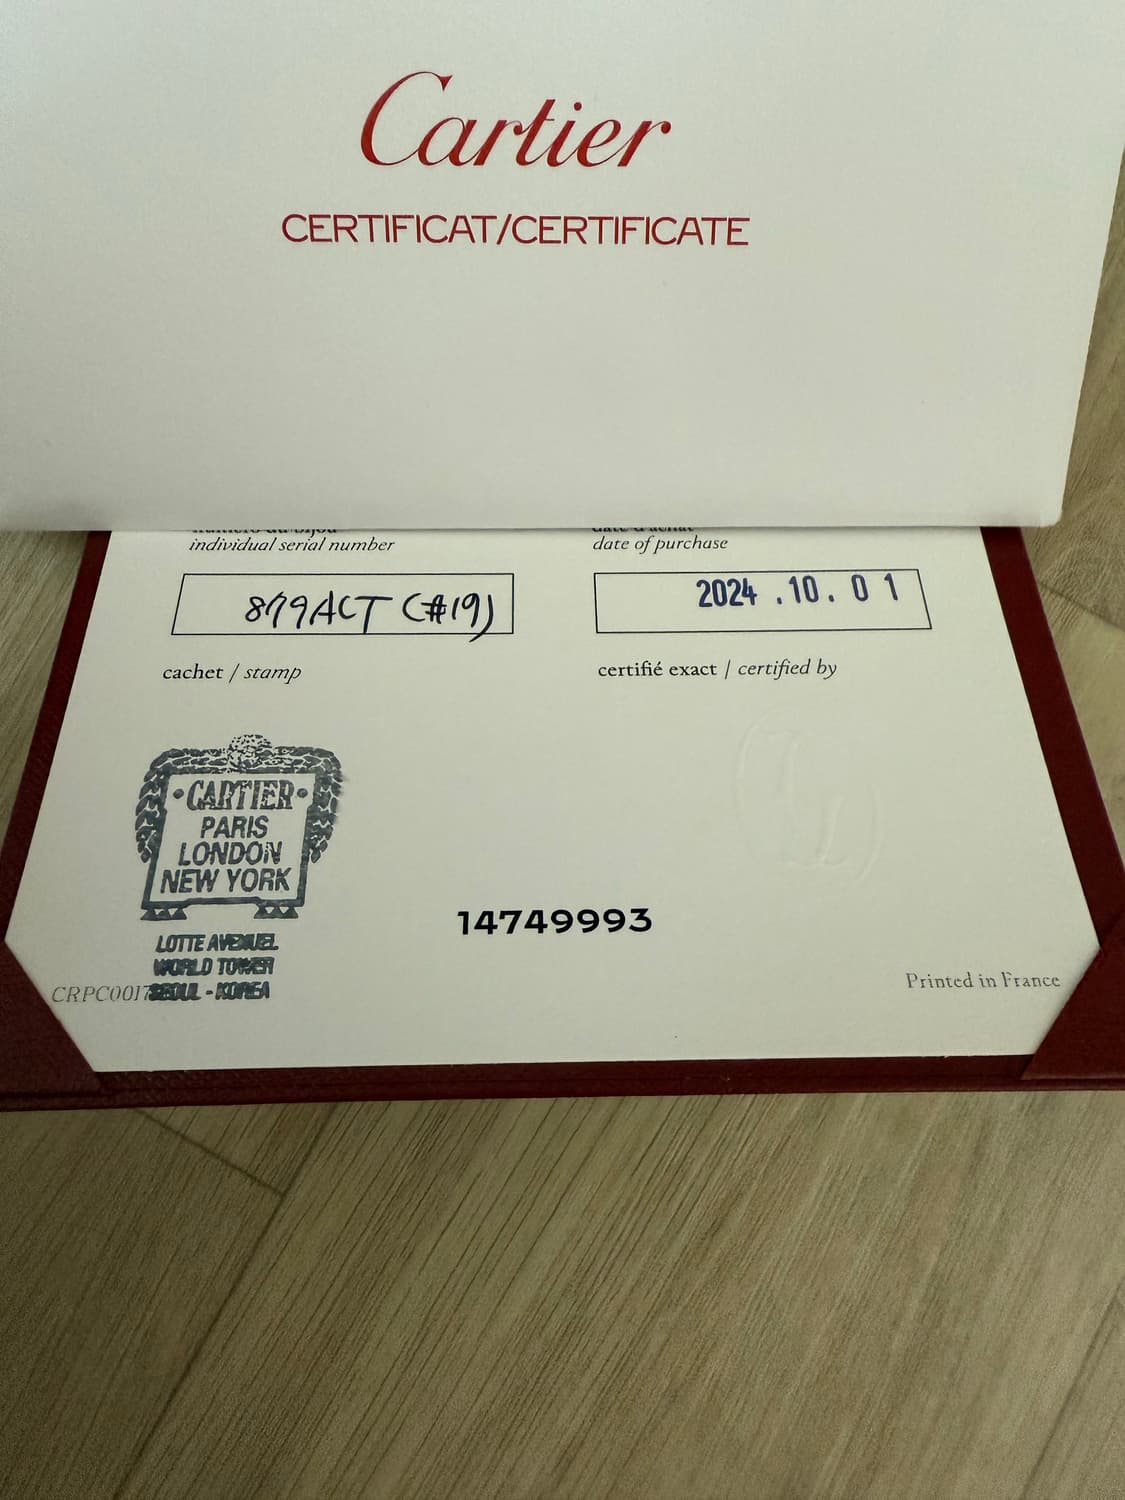 Cartier
CERTIFICAT/CERTIFICATE
individual serial number
date of purchase
879ACT (#19)
2024 .10. 0 1
cachet / stamp
certifié exact / certified by
CARTIER
PARIS
LONDON
NEW YORK
14749993
LOTTE AVENUEL
WORLD TOWER
SEOUL - KOREA
CRPC0017
Printed in France